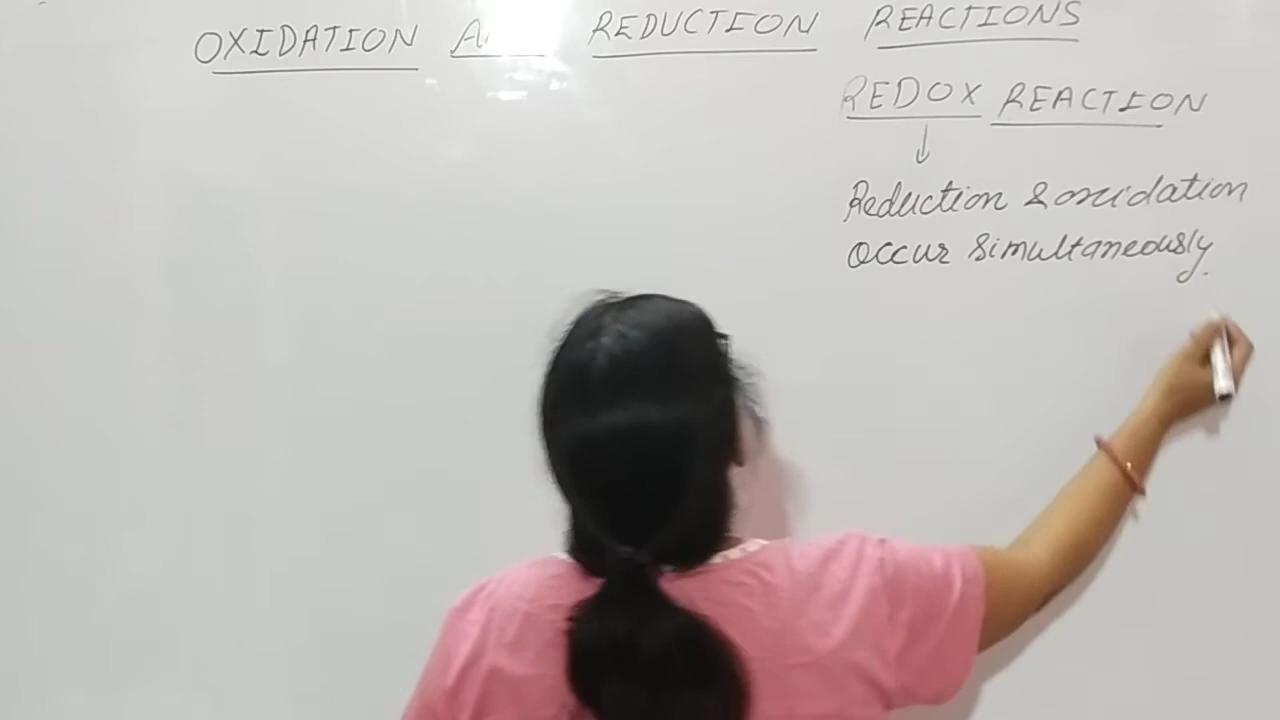 OXIDATION REDUCTION REACTIONS
REDOX REACTION
Reduction & oxidation
occur simultaneously.